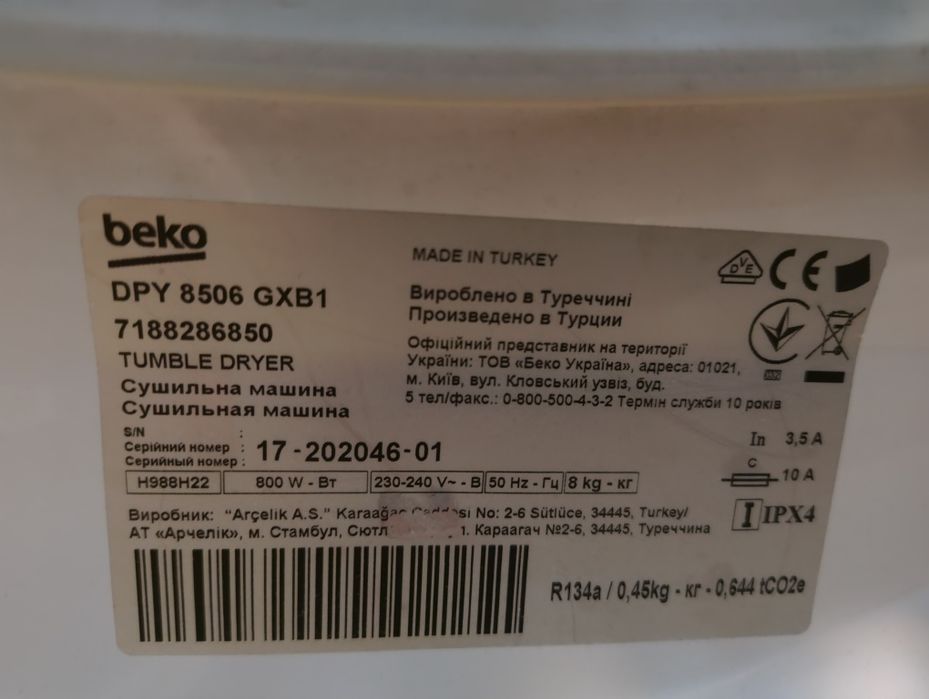 beko
DPY 8506 GXB1
7188286850
TUMBLE DRYER
Сушильна машина
Сушильная машина
S/N :
Серійний номер :
Серийный номер : 17-202046-01
H988H22 800 W - Вт 230-240 V~ - В 50 Hz - Гц 8 kg - кг
MADE IN TURKEY
Вироблено в Туреччині
Произведено в Турции
Офіційний представник на території
України: ТОВ «Беко Україна», адреса: 01021,
м. Київ, вул. Кловський узвіз, буд.
5 тел/факс.: 0-800-500-4-3-2 Термін служби 10 років
DVE CE
In 3,5 A
C 10 A
I IPX4
Виробник: "Arçelik A.S." Karaağaç No: 2-6 Sütlüce, 34445, Turkey/
АТ «Арчелік», м. Стамбул, Караагач №2-6, 34445, Туреччина
R134a / 0,45kg - кг - 0,644 tCO2e